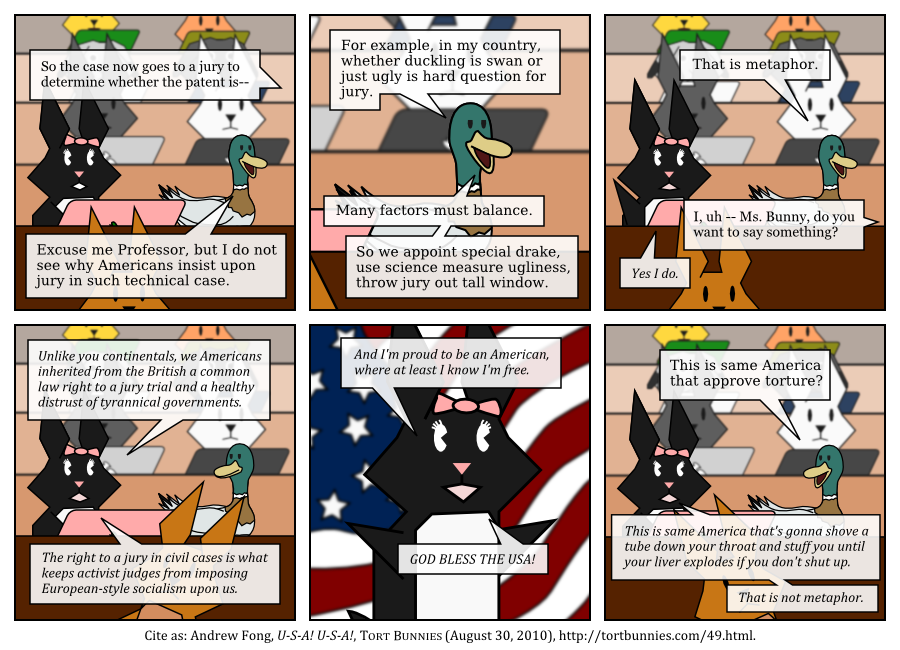 So the case now goes to a jury to
determine whether the patent is--
Excuse me Professor, but I do not
see why Americans insist upon
jury in such technical case.
For example, in my country,
whether duckling is swan or
just ugly is hard question for
jury.
Many factors must balance.
So we appoint special drake,
use science measure ugliness,
throw jury out tall window.
That is metaphor.
I, uh -- Ms. Bunny, do you
want to say something?
Yes I do.
Unlike you continentals, we Americans
inherited from the British a common
law right to a jury trial and a healthy
distrust of tyrannical governments.
The right to a jury in civil cases is what
keeps activist judges from imposing
European-style socialism upon us.
And I'm proud to be an American,
where at least I know I'm free.
GOD BLESS THE USA!
This is same America
that approve torture?
This is same America that's gonna shove a
tube down your throat and stuff you until
your liver explodes if you don't shut up.
That is not metaphor.
Cite as: Andrew Fong, U-S-A! U-S-A!, TORT BUNNIES (August 30, 2010), http://tortbunnies.com/49.html.